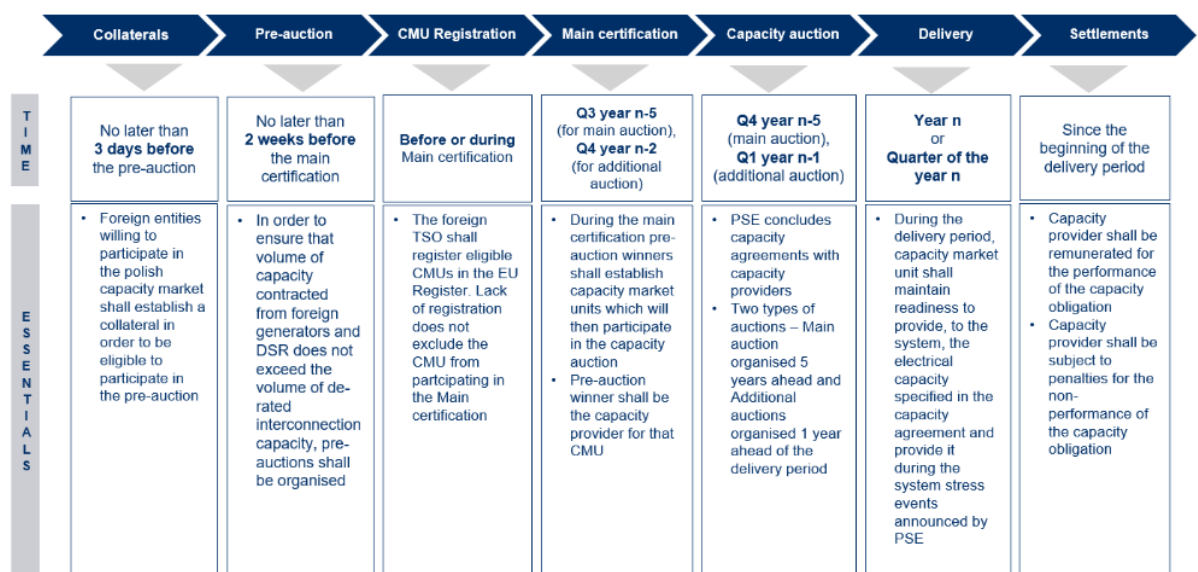 Collaterals
Pre-auction
CMU Registration
Main certification
Capacity auction
Delivery
Settlements
TIME
No later than
3 days before
the pre-auction
No later than
2 weeks before
the main
certification
Before or during
Main certification
Q3 year n-5
(for main auction),
Q4 year n-2
(for additional
auction)
Q4 year n-5
(main auction),
Q1 year n-1
(additional auction)
Year n
or
Quarter of the
year n
Since the
beginning of the
delivery period
ESSENTIALS
• Foreign entities
willing to
participate in
the polish
capacity market
shall establish a
collateral in
order to be
eligible to
participate in
the pre-auction
• In order to
ensure that
volume of
capacity
contracted
from foreign
generators and
DSR does not
exceed the
volume of de-
rated
interconnection
capacity, pre-
auctions shall
be organised
• The foreign
TSO shall
register eligible
CMUs in the EU
Register. Lack
of registration
does not
exclude the
CMU from
partcipating in
the Main
certification
• During the main
certification pre-
auction winners
shall establish
capacity market
units which will
then participate
in the capacity
auction
• Pre-auction
winner shall be
the capacity
provider for that
CMU
• PSE concludes
capacity
agreements with
capacity
providers
• Two types of
auctions – Main
auction
organised 5
years ahead and
Additional
auctions
organised 1 year
ahead of the
delivery period
• During the
delivery period,
capacity market
unit shall
maintain
readiness to
provide, to the
system, the
electrical
capacity
specified in the
capacity
agreement and
provide it
during the
system stress
events
announced by
PSE
• Capacity
provider shall be
remunerated for
the performance
of the capacity
obligation
• Capacity
provider shall be
subject to
penalties for the
non-
performance of
the capacity
obligation